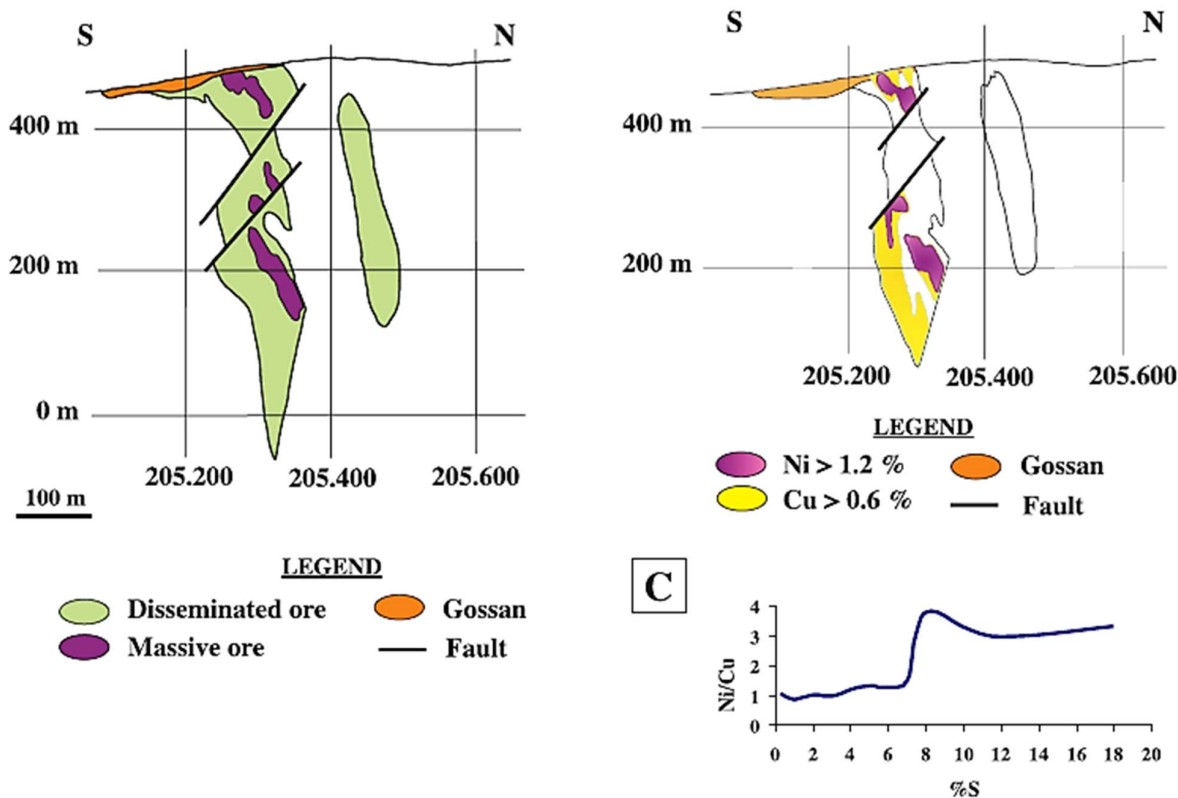 S N
400 m
200 m
0 m
205.200 205.400 205.600
100 m
LEGEND
Disseminated ore Gossan
Massive ore Fault
S N
400 m
200 m
205.200 205.400 205.600
LEGEND
Ni > 1.2 % Gossan
Cu > 0.6 % Fault
C
Ni/Cu
4
3
2
1
0
0 2 4 6 8 10 12 14 16 18 20
%S